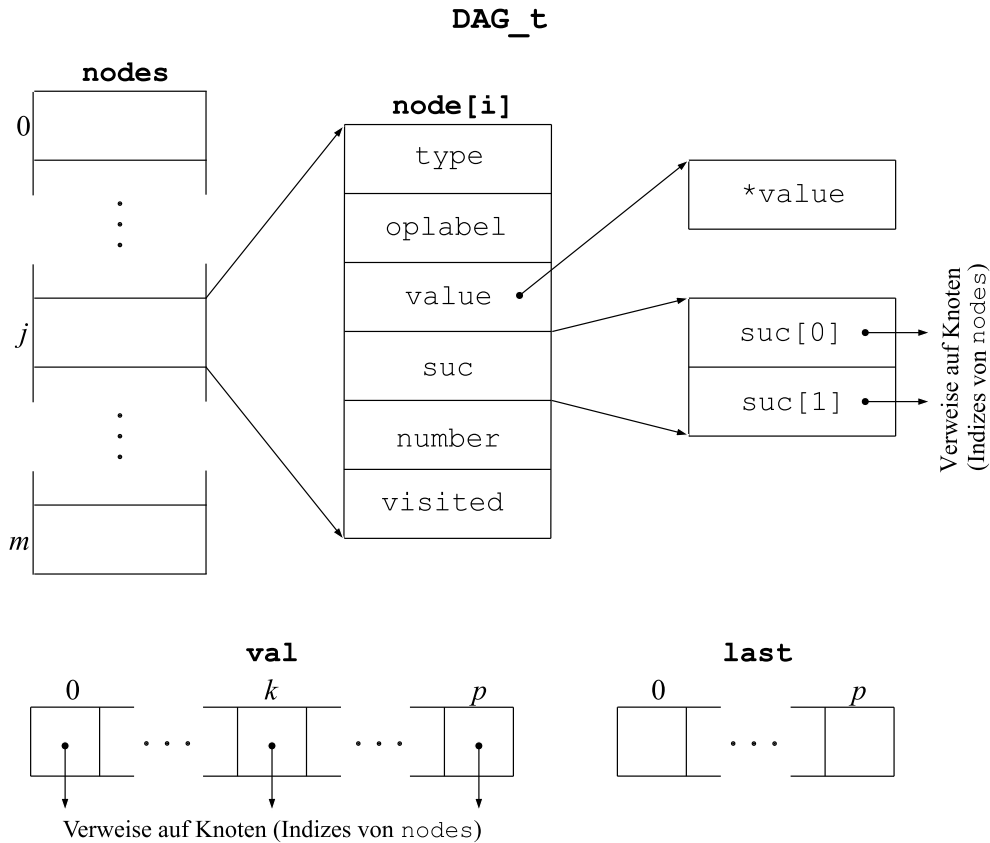 DAG_t
nodes
0
j
m
node[i]
type
oplabel
value
suc
number
visited
*value
suc[0]
suc[1]
Verweise auf Knoten
(Indizes von nodes)
val
0 k p
Verweise auf Knoten (Indizes von nodes)
last
0 p